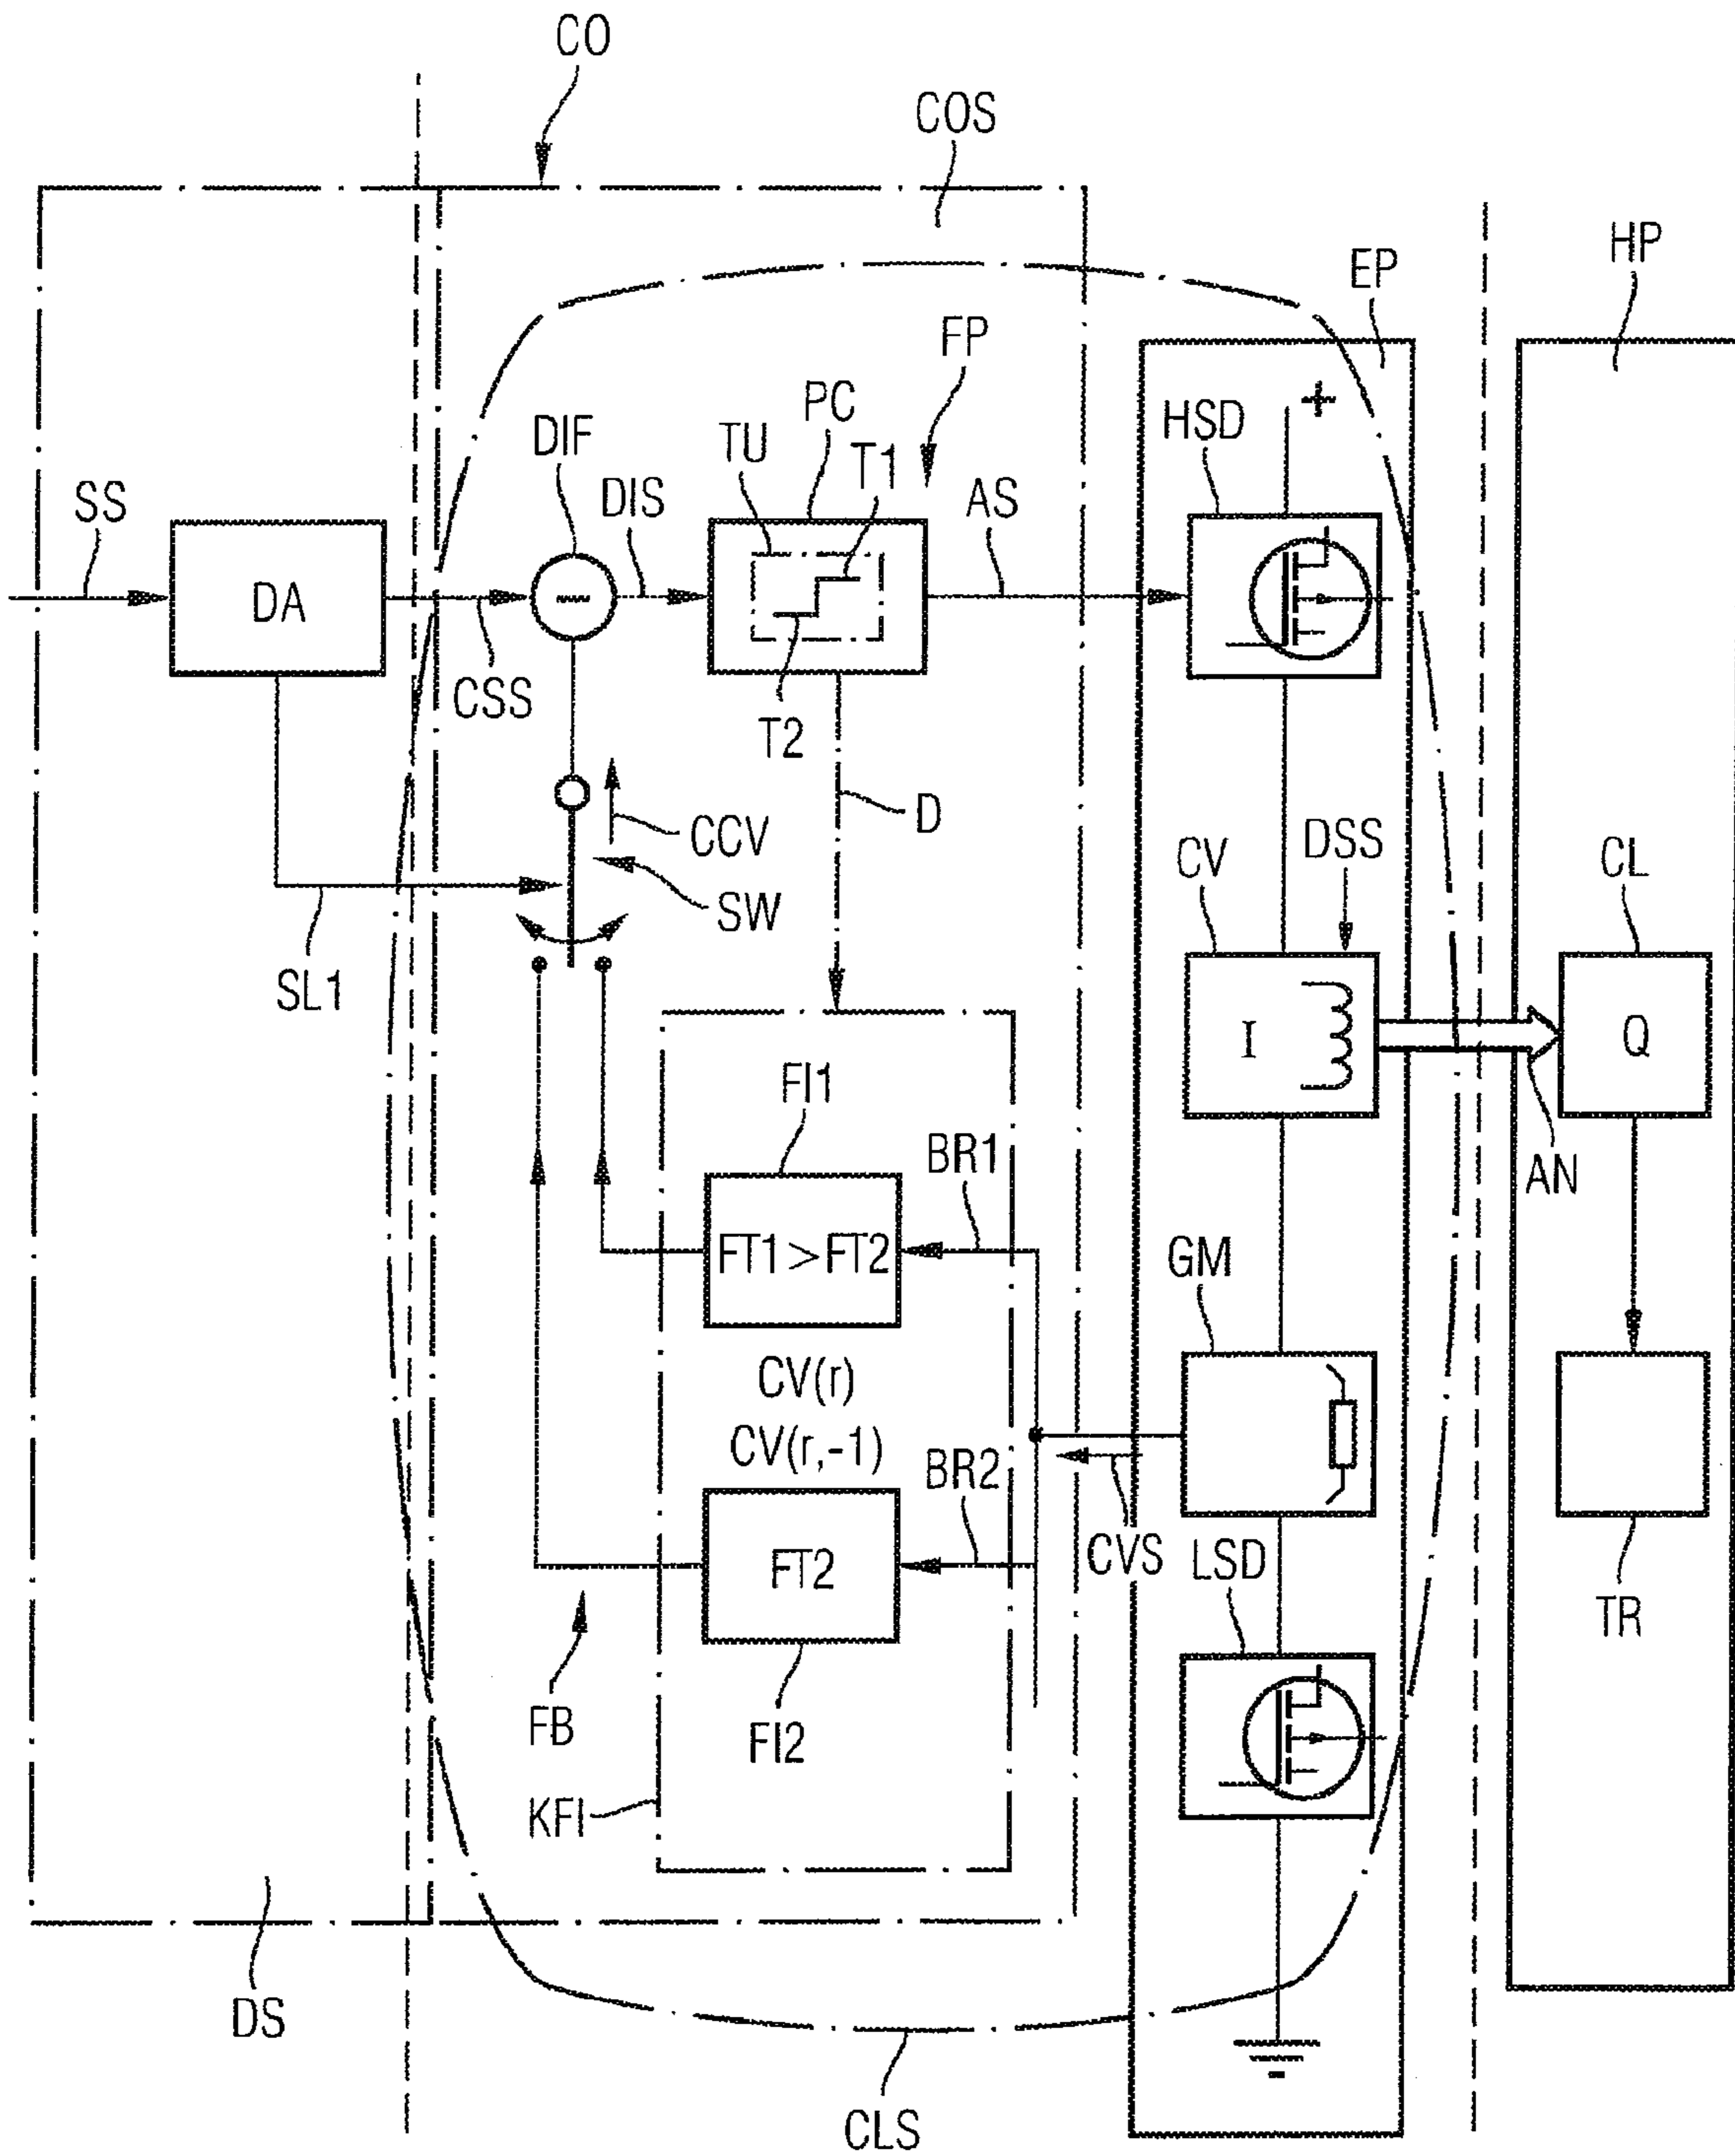 CO
COS
HP
EP
FP
PC
HSD
+
DIF
TU
T1
SS
DIS
AS
DA
~
CSS
T2
D
CCV
CV
DSS
CL
SW
SL1
I
Q
FI1
BR1
AN
FT1>FT2
GM
CV(r)
CV(r,-1)
BR2
CVS
LSD
FT2
TR
FB
FI2
KFI
DS
CLS